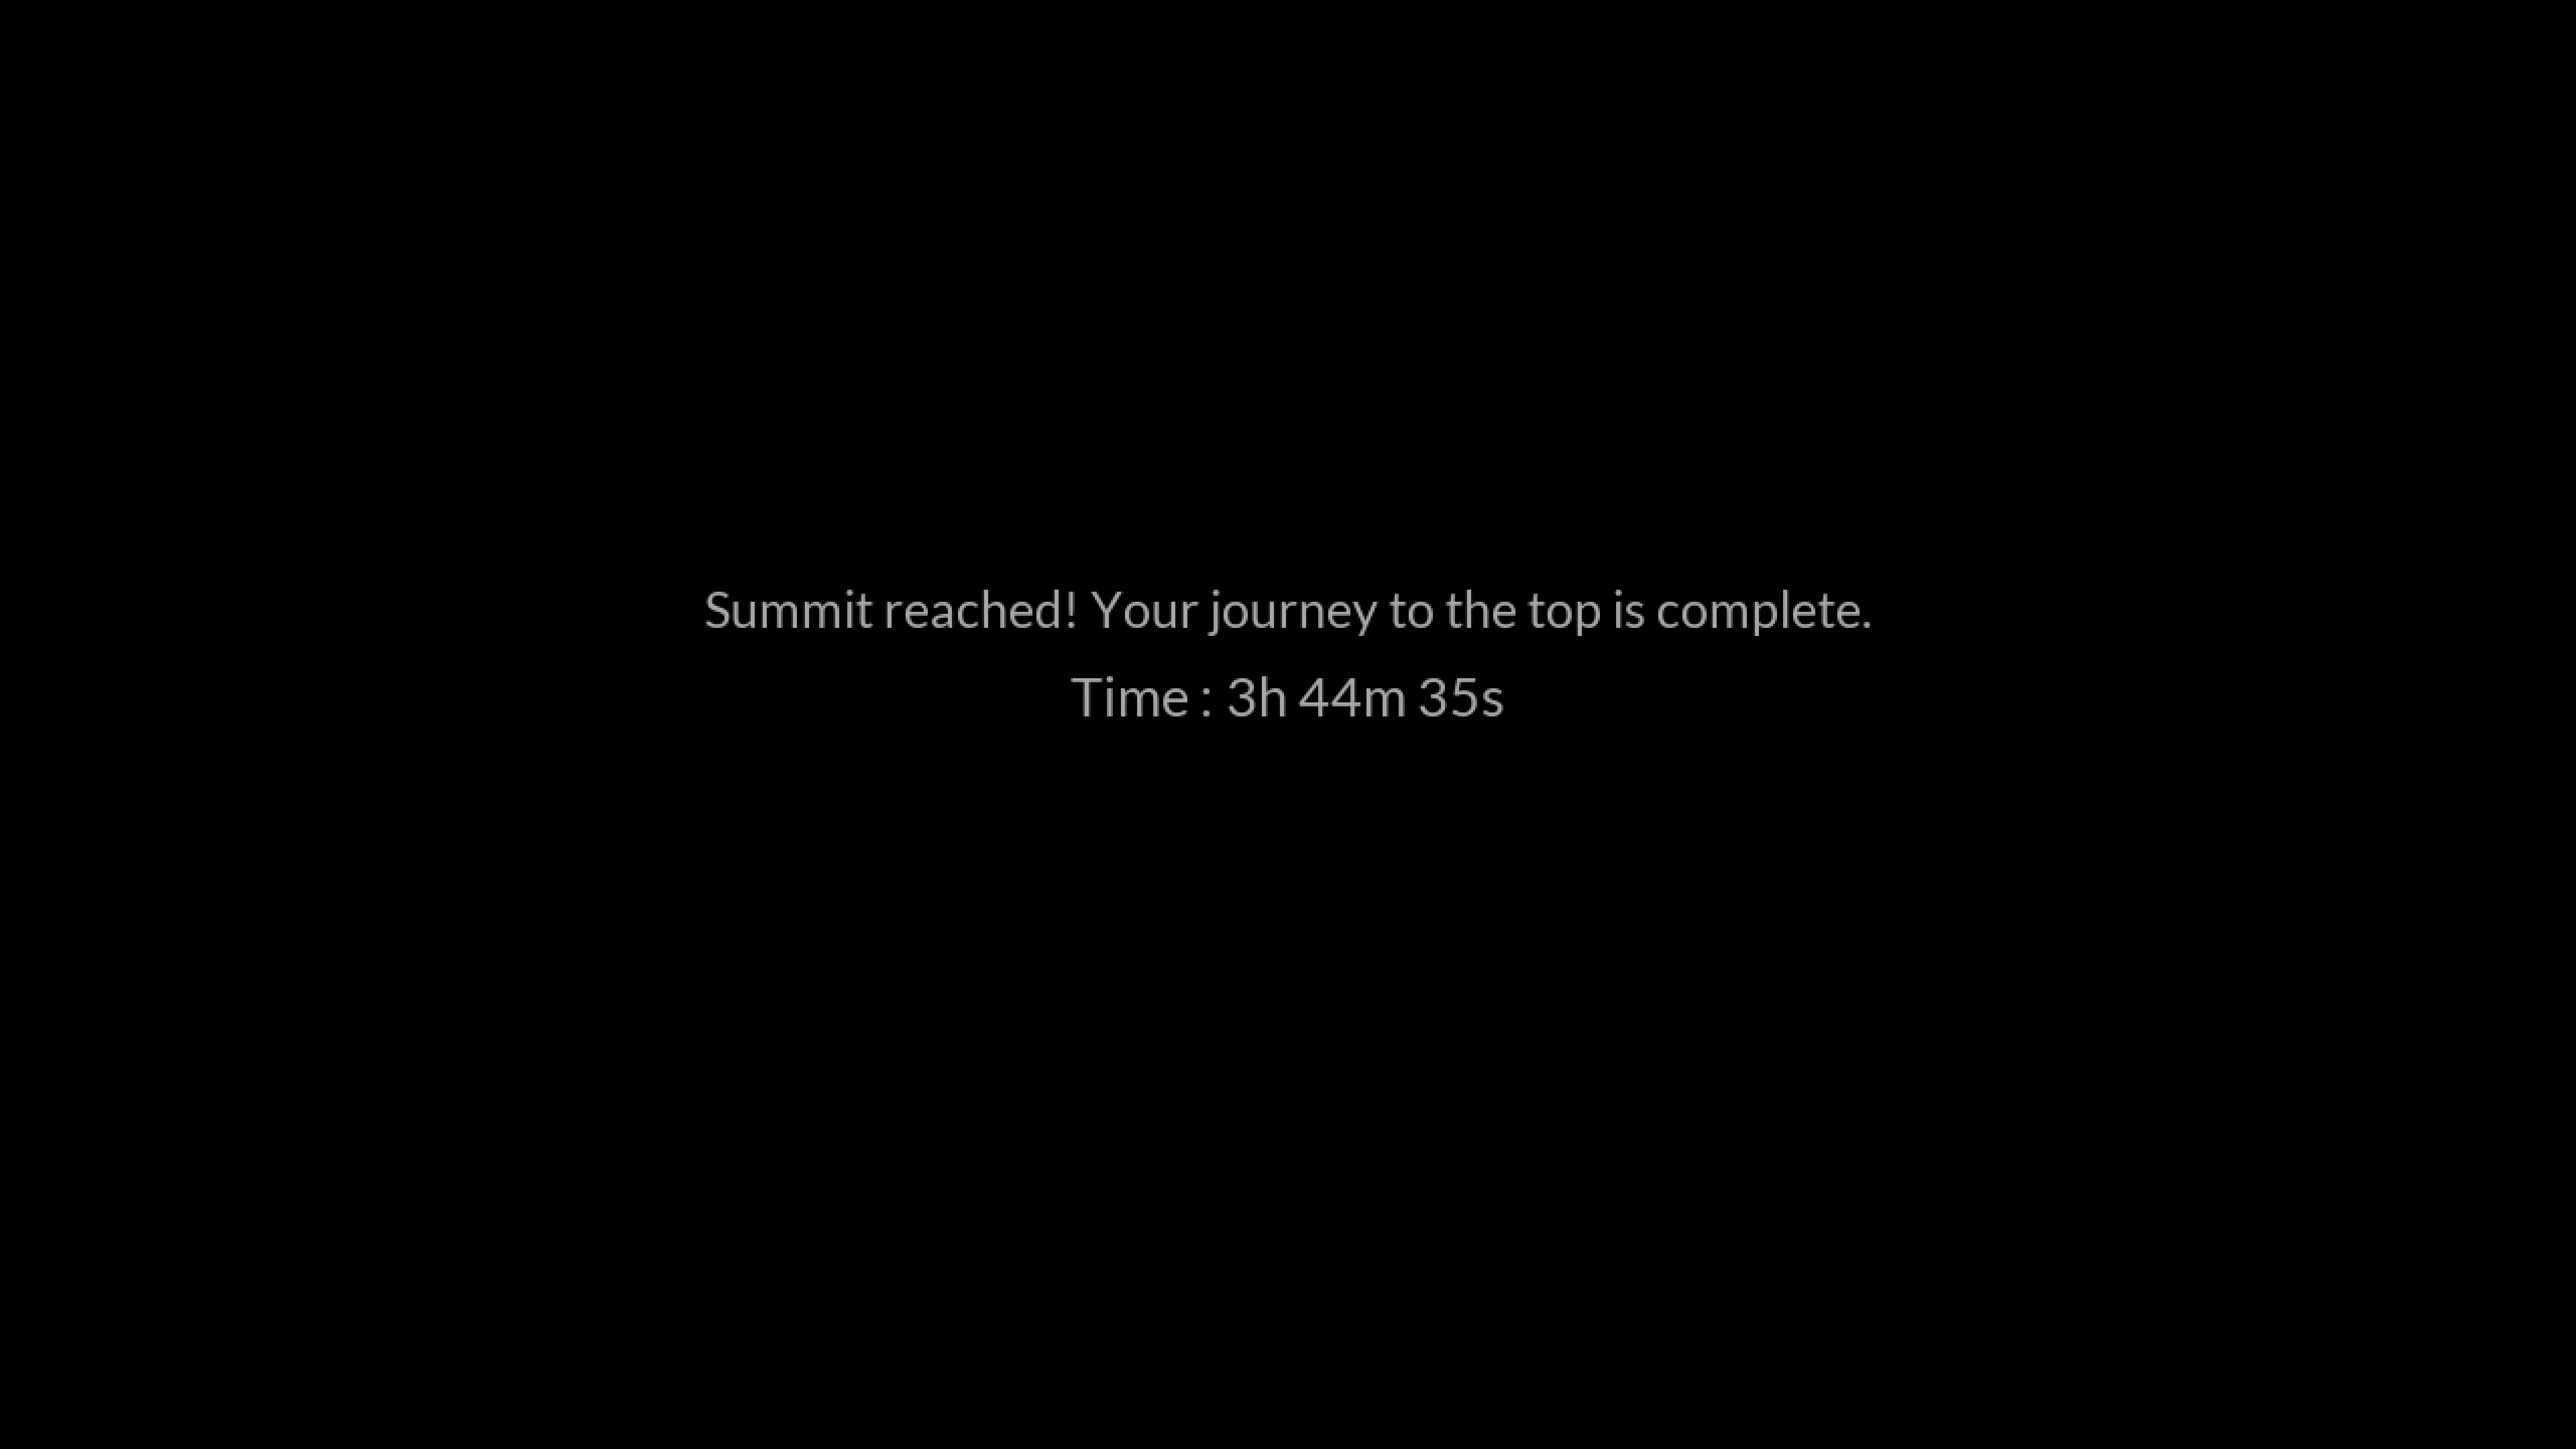 Summit reached! Your journey to the top is complete.
Time : 3h 44m 35s